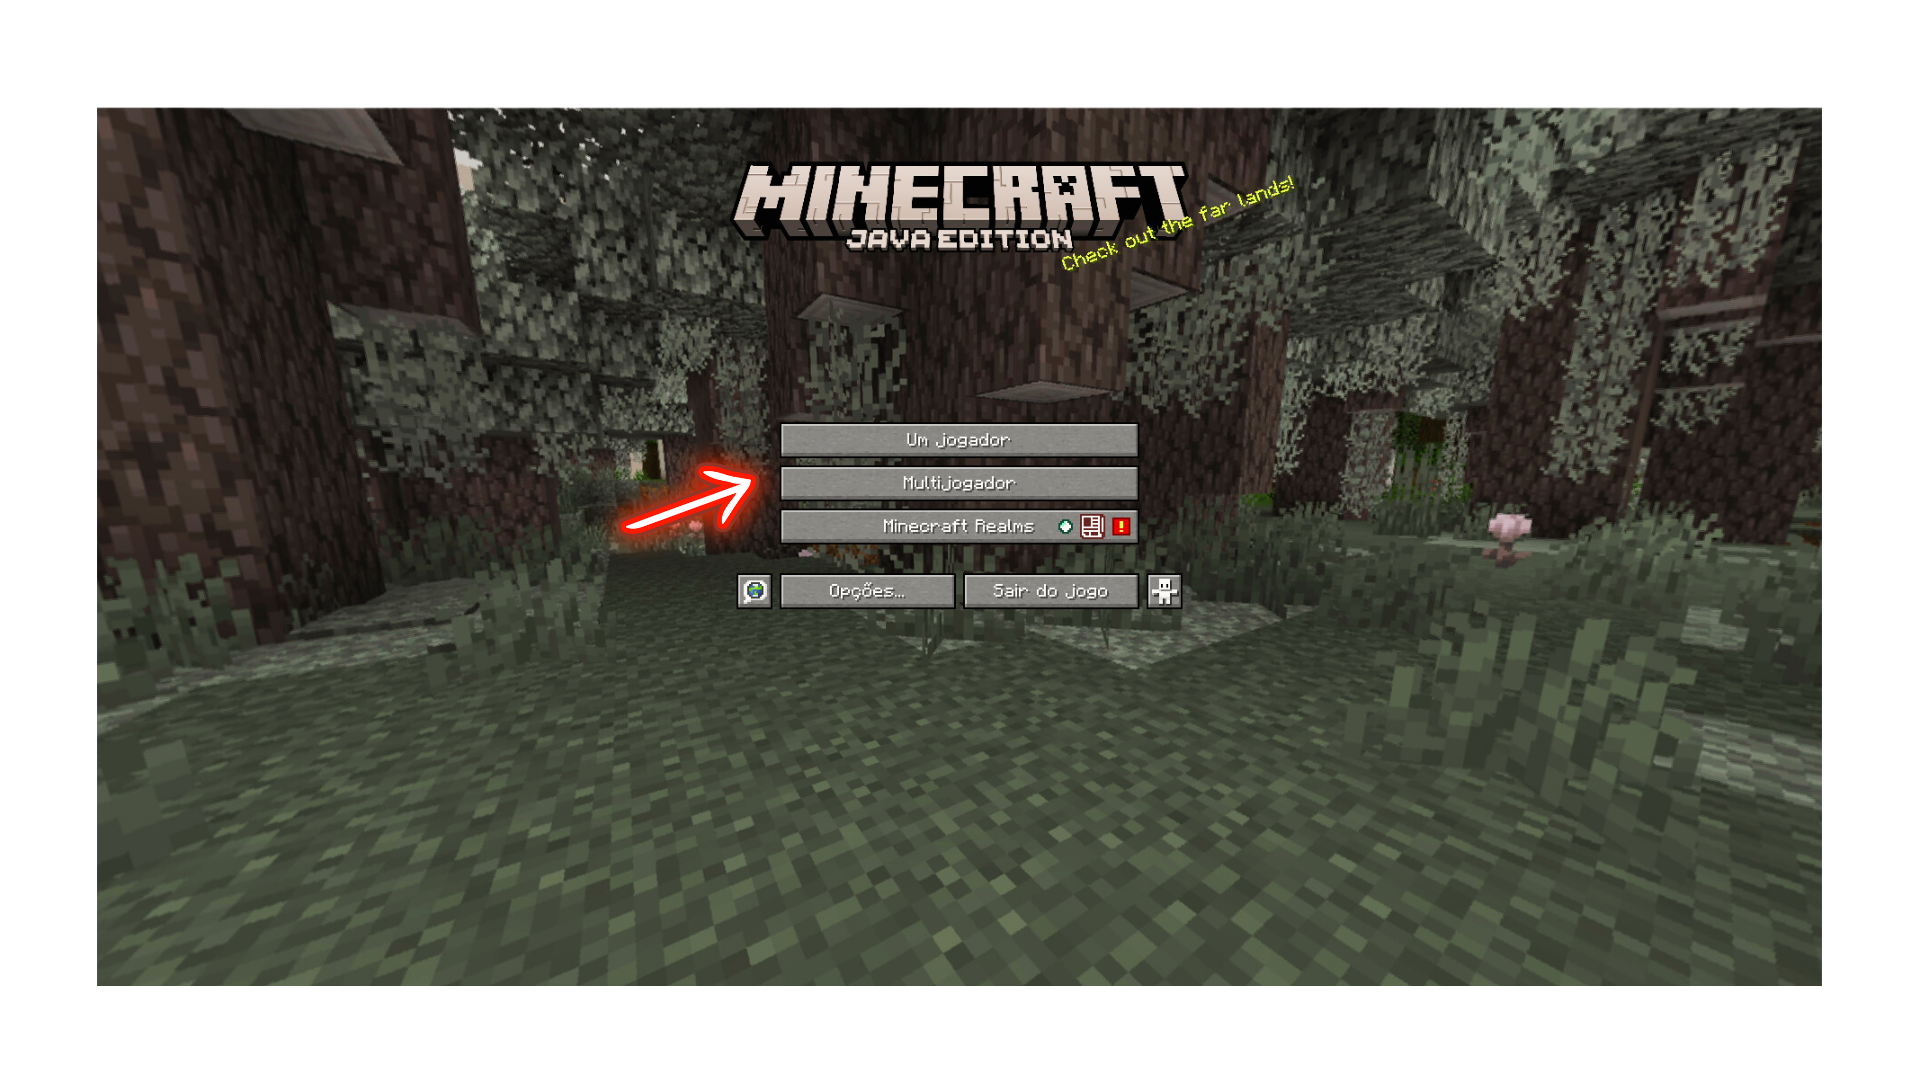 MINECRAFT
JAVA EDITION
Check out the far lands!
Um jogador
Multijogador
Minecraft Realms
Opções...
Sair do jogo